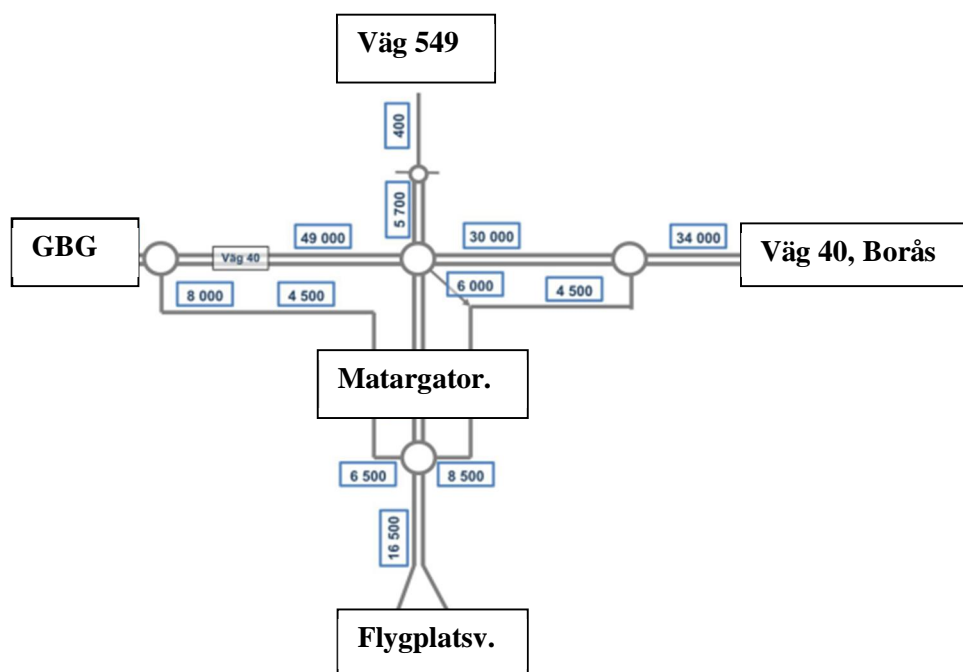 Väg 549
400
5 700
GBG
49 000
30 000
34 000
Väg 40
Väg 40, Borås
8 000
4 500
6 000
4 500
Matargator.
6 500
8 500
16 500
Flygplatsv.